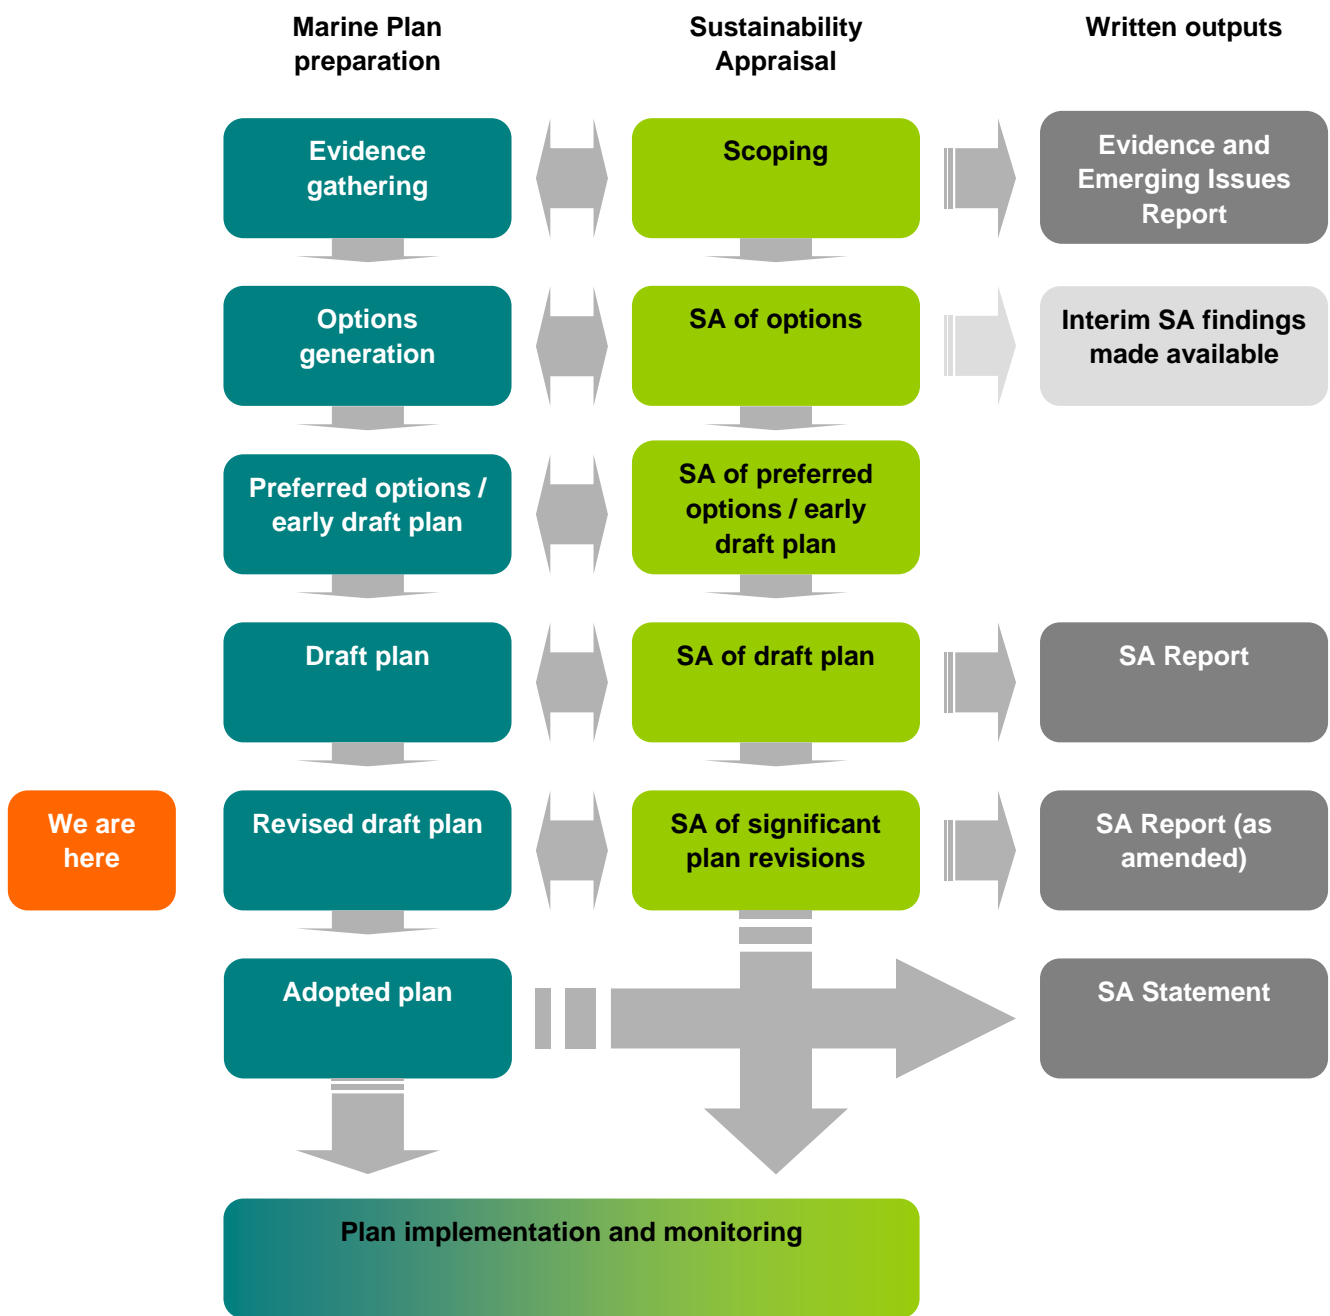 Marine Plan
preparation
Sustainability
Appraisal
Written outputs
Evidence
gathering
Scoping
Evidence and
Emerging Issues
Report
Options
generation
SA of options
Interim SA findings
made available
Preferred options /
early draft plan
SA of preferred
options / early
draft plan
Draft plan
SA of draft plan
SA Report
We are
here
Revised draft plan
SA of significant
plan revisions
SA Report (as
amended)
Adopted plan
SA Statement
Plan implementation and monitoring